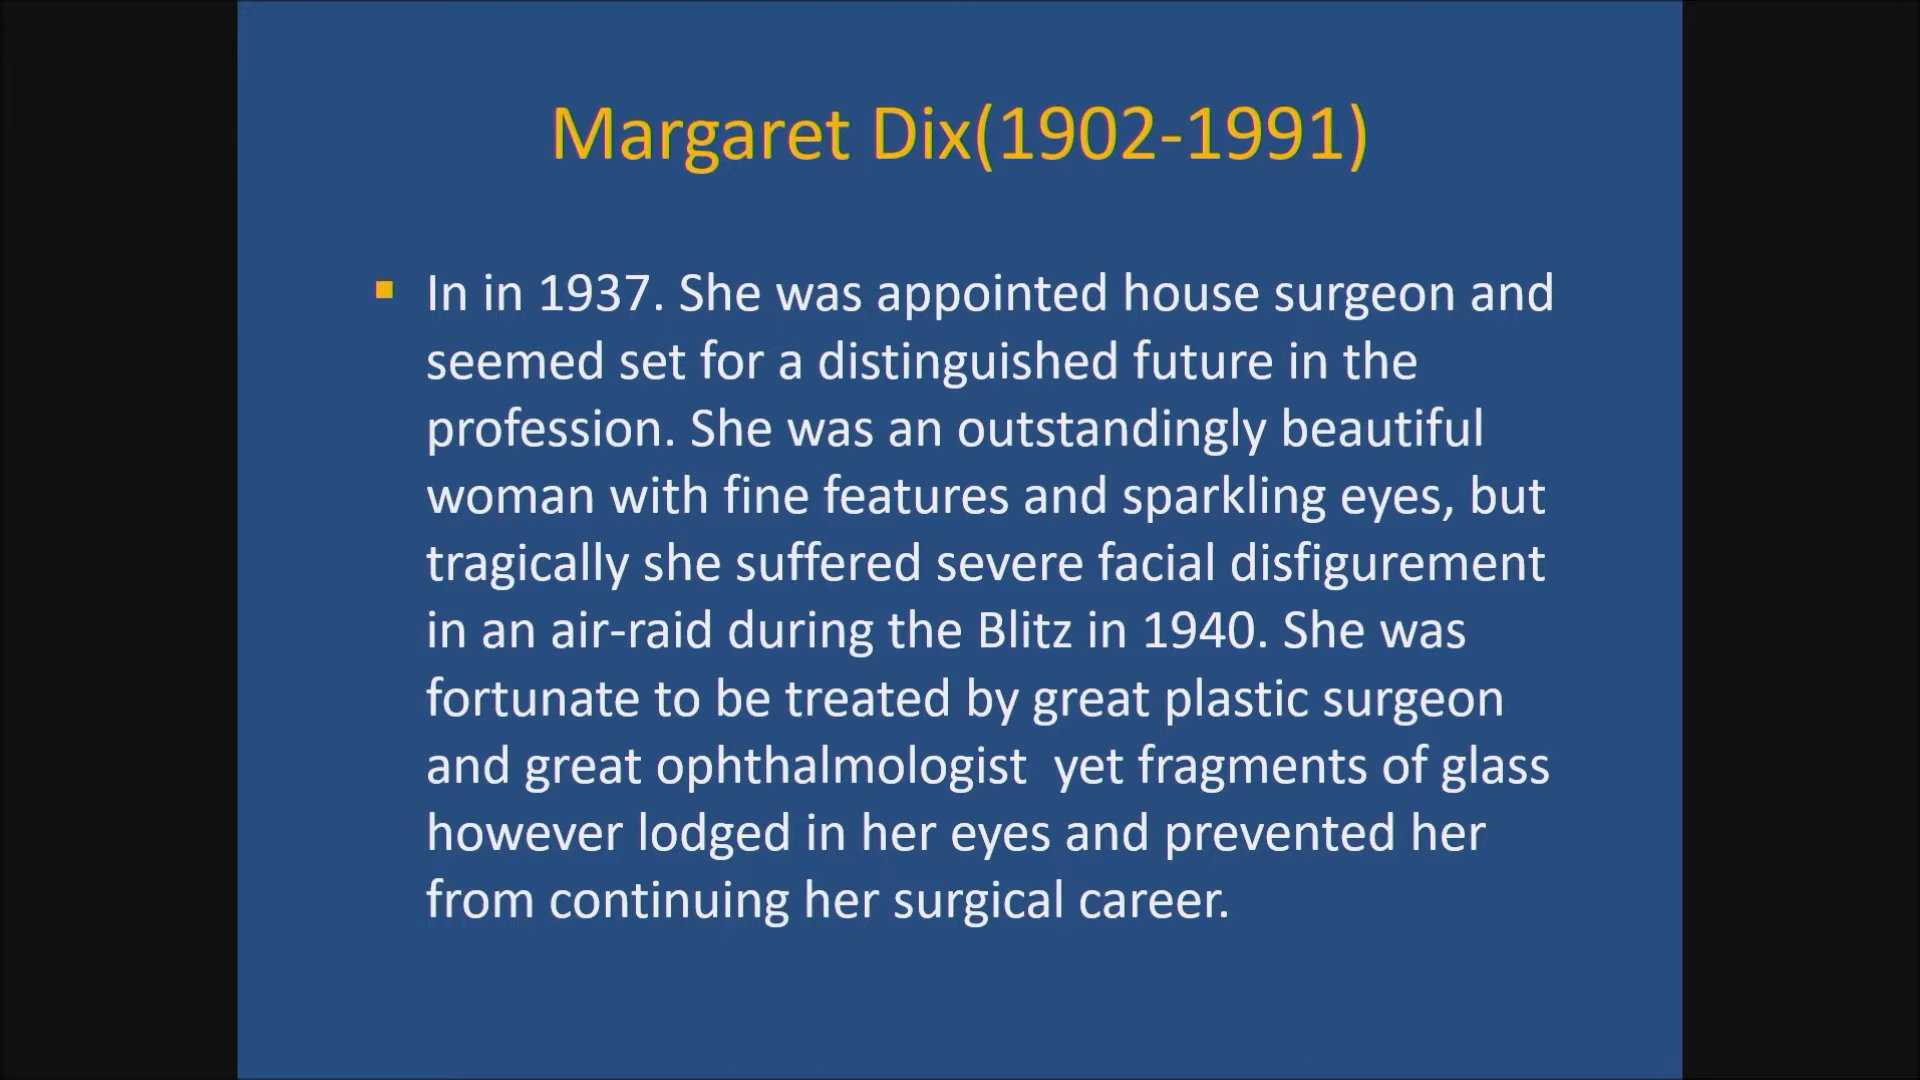 Margaret Dix(1902-1991)
In in 1937. She was appointed house surgeon and
seemed set for a distinguished future in the
profession. She was an outstandingly beautiful
woman with fine features and sparkling eyes, but
tragically she suffered severe facial disfigurement
in an air-raid during the Blitz in 1940. She was
fortunate to be treated by great plastic surgeon
and great ophthalmologist  yet fragments of glass
however lodged in her eyes and prevented her
from continuing her surgical career.